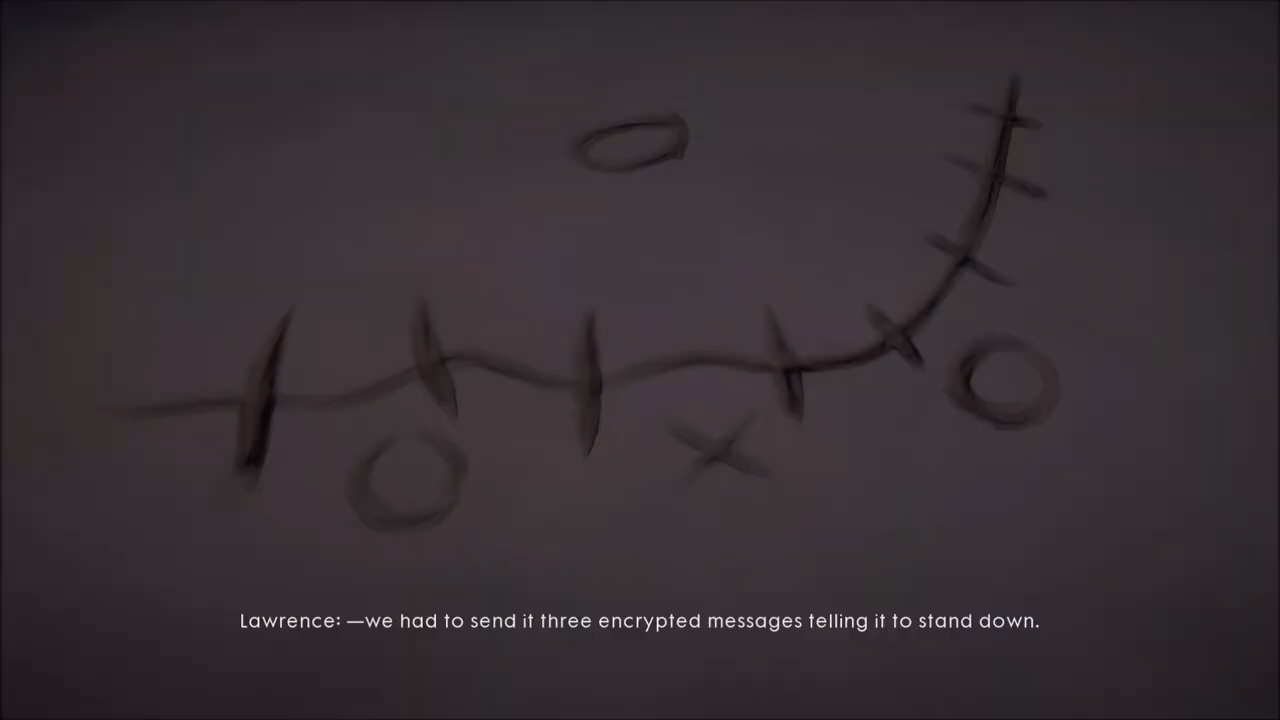 Lawrence: —we had to send it three encrypted messages telling it to stand down.